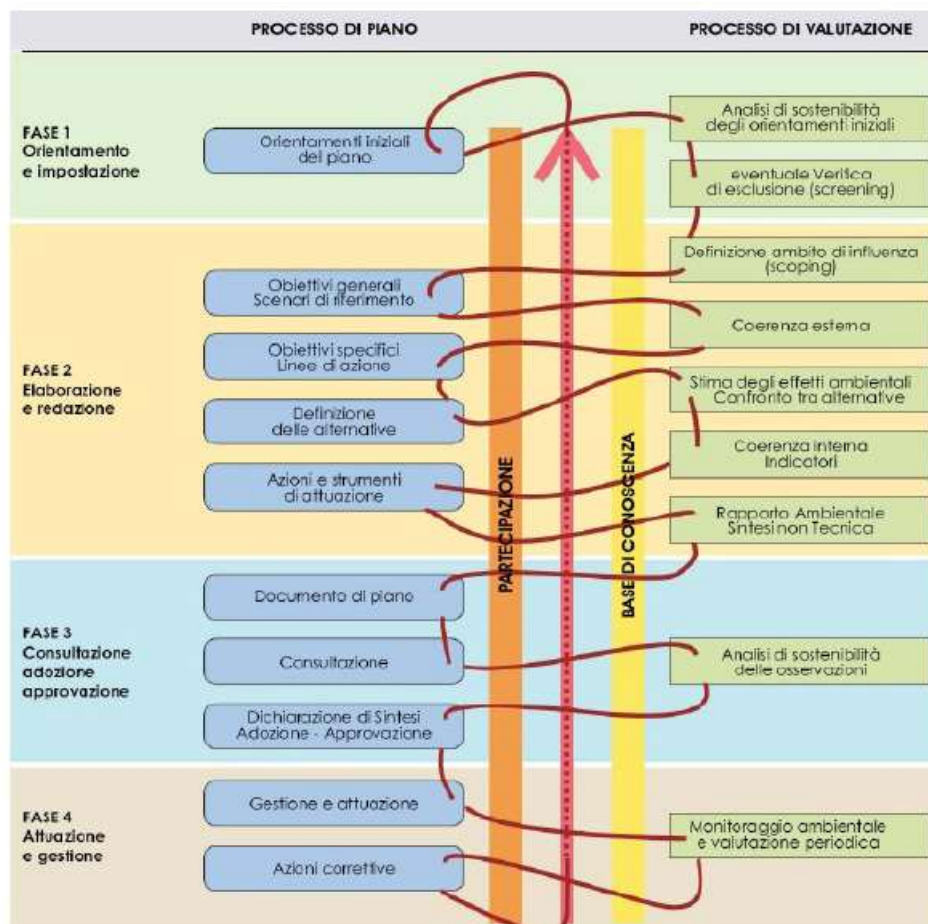 PROCESSO DI PIANO
PROCESSO DI VALUTAZIONE
FASE 1
Orientamento
e impostazione
Orientamenti iniziali
del piano
Analisi di sostenibilità
degli orientamenti iniziali
eventuale Verifica
di esclusione (screening)
FASE 2
Elaborazione
e redazione
Obiettivi generali
Scenari di riferimento
Obiettivi specifici
Linee di azione
Definizione
delle alternative
Azioni e strumenti
di attuazione
Definizione ambito di influenza
(scoping)
Coerenza esterna
Stima degli effetti ambientali
Confronto tra alternative
Coerenza Interna
Indicatori
Rapporto Ambientale
Sintesi non Tecnica
PARTECIPAZIONE
BASE DI CONOSCENZA
FASE 3
Consultazione
adozione
approvazione
Documento di piano
Consultazione
Dichiarazione di Sintesi
Adozione - Approvazione
Analisi di sostenibilità
delle osservazioni
FASE 4
Attuazione
e gestione
Gestione e attuazione
Azioni correttive
Monitoraggio ambientale
e valutazione periodica